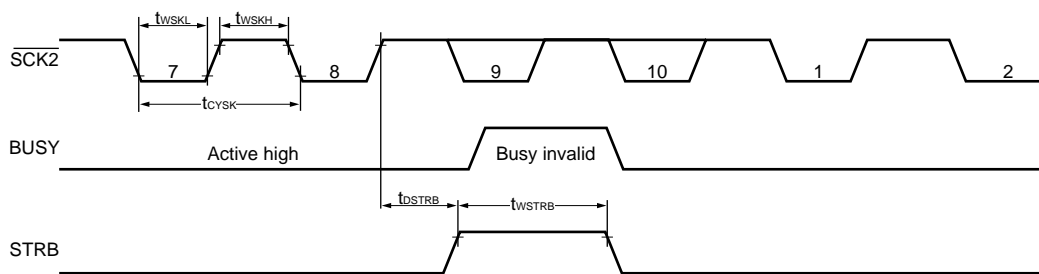 tWSKL tWSKH
SCK2
7 8 9 10 1 2
tCYSK
BUSY Active high Busy invalid
tDSTRB tWSTRB
STRB